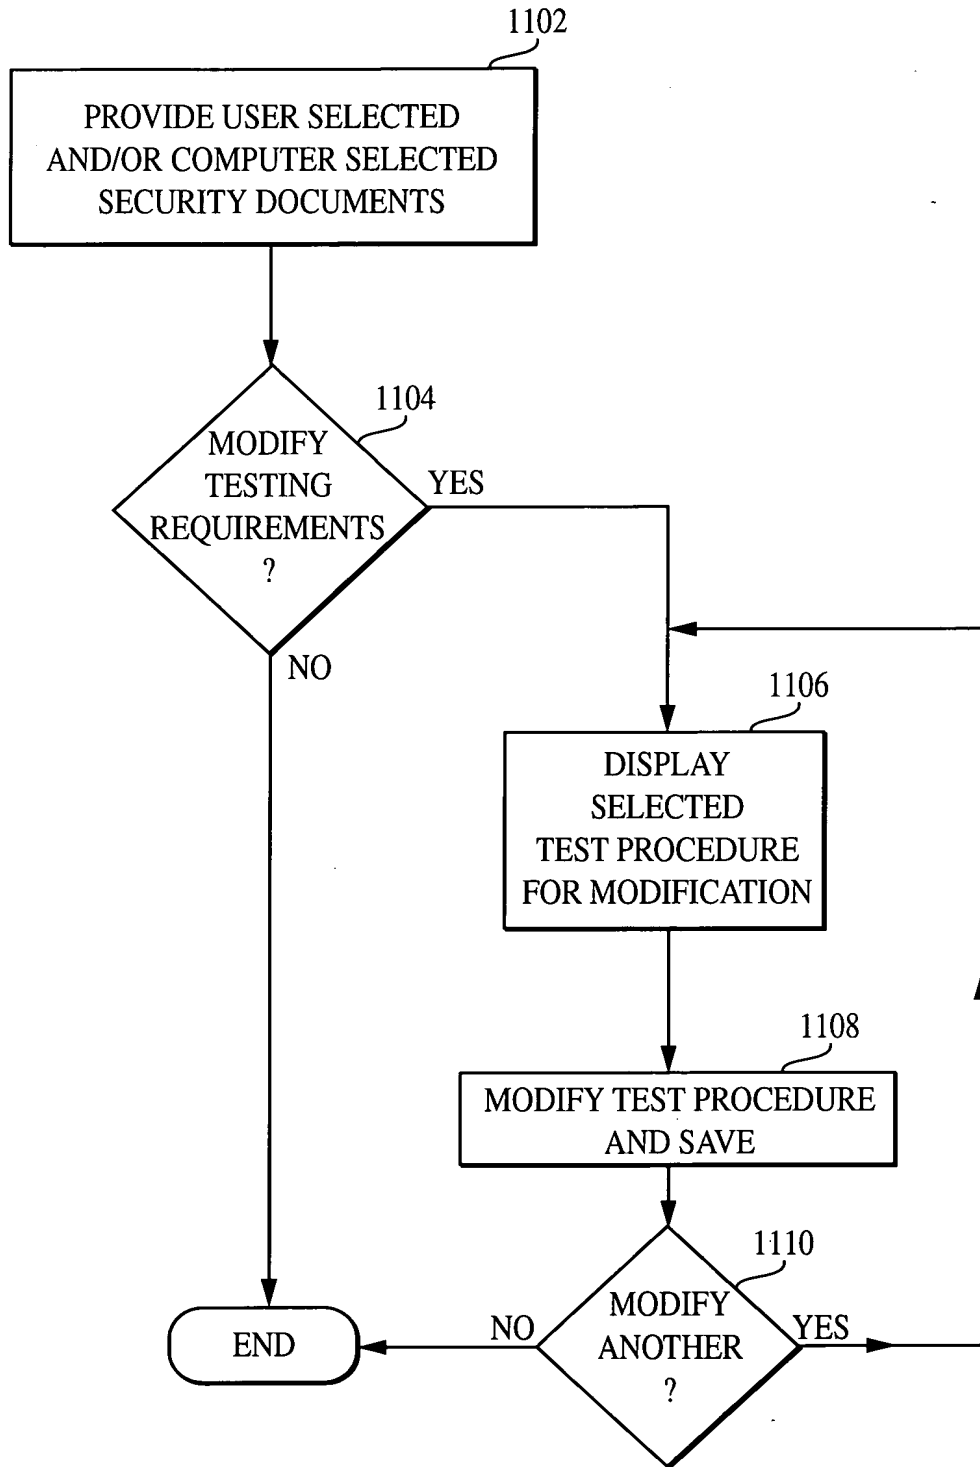 1102
PROVIDE USER SELECTED
AND/OR COMPUTER SELECTED
SECURITY DOCUMENTS
1104
MODIFY
TESTING
REQUIREMENTS
?
YES
NO
1106
DISPLAY
SELECTED
TEST PROCEDURE
FOR MODIFICATION
1108
MODIFY TEST PROCEDURE
AND SAVE
1110
MODIFY
ANOTHER
?
NO
YES
END